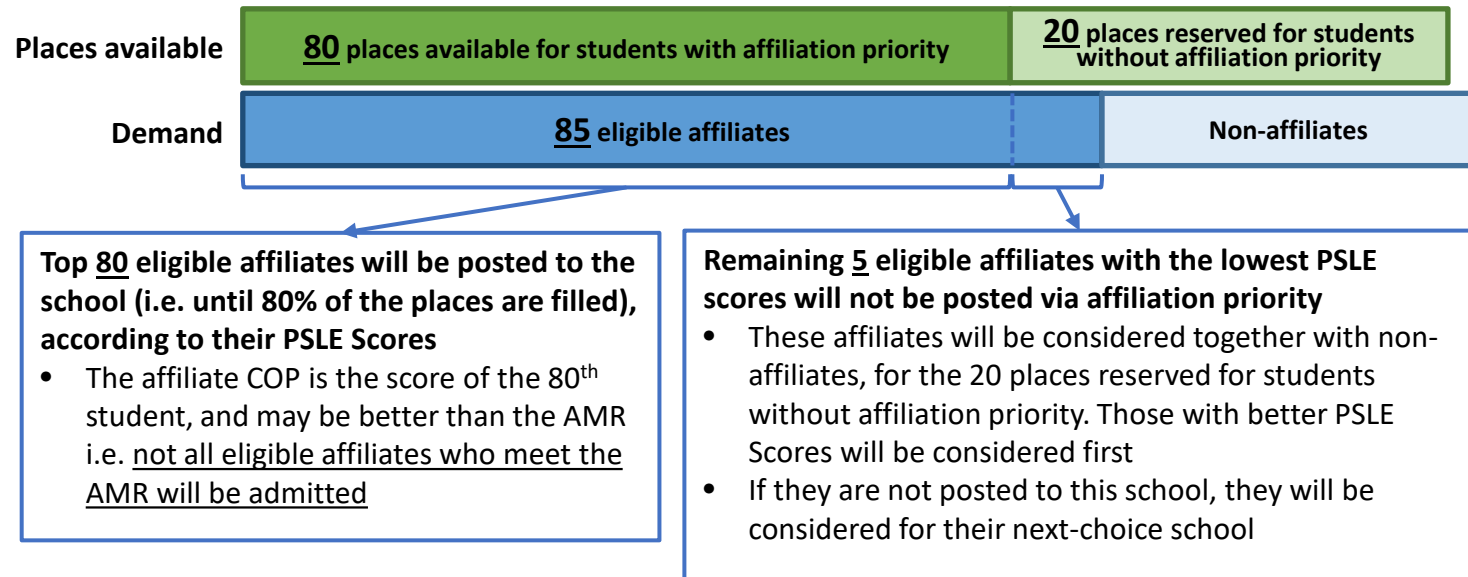 Places available
80 places available for students with affiliation priority
20 places reserved for students
without affiliation priority
Demand
85 eligible affiliates
Non-affiliates
Top 80 eligible affiliates will be posted to the
school (i.e. until 80% of the places are filled),
according to their PSLE Scores
• The affiliate COP is the score of the 80th
student, and may be better than the AMR
i.e. not all eligible affiliates who meet the
AMR will be admitted
Remaining 5 eligible affiliates with the lowest PSLE
scores will not be posted via affiliation priority
• These affiliates will be considered together with non-
affiliates, for the 20 places reserved for students
without affiliation priority. Those with better PSLE
Scores will be considered first
• If they are not posted to this school, they will be
considered for their next-choice school